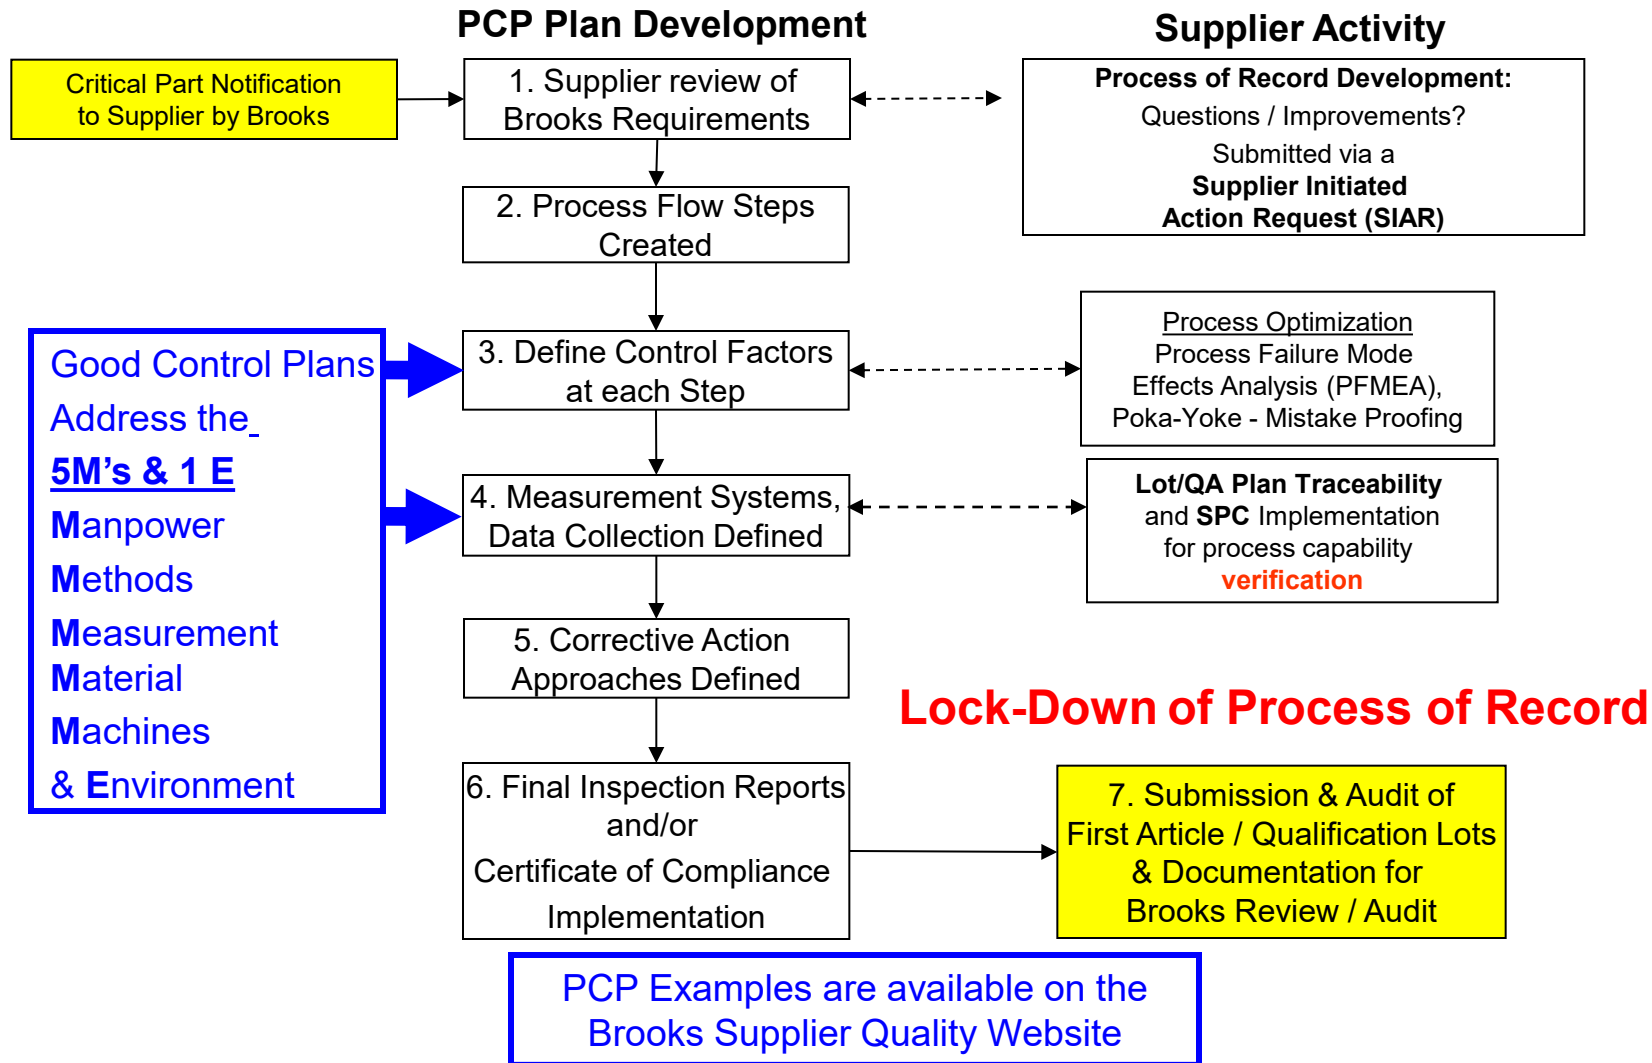 PCP Plan Development
Supplier Activity
Critical Part Notification
to Supplier by Brooks
1. Supplier review of
Brooks Requirements
Process of Record Development:
Questions / Improvements?
Submitted via a
Supplier Initiated
Action Request (SIAR)
2. Process Flow Steps
Created
Good Control Plans
Address the
5M's & 1 E
Manpower
Methods
Measurement
Material
Machines
& Environment
3. Define Control Factors
at each Step
Process Optimization
Process Failure Mode
Effects Analysis (PFMEA),
Poka-Yoke - Mistake Proofing
4. Measurement Systems,
Data Collection Defined
Lot/QA Plan Traceability
and SPC Implementation
for process capability
verification
5. Corrective Action
Approaches Defined
Lock-Down of Process of Record
6. Final Inspection Reports
and/or
Certificate of Compliance
Implementation
7. Submission & Audit of
First Article / Qualification Lots
& Documentation for
Brooks Review / Audit
PCP Examples are available on the
Brooks Supplier Quality Website